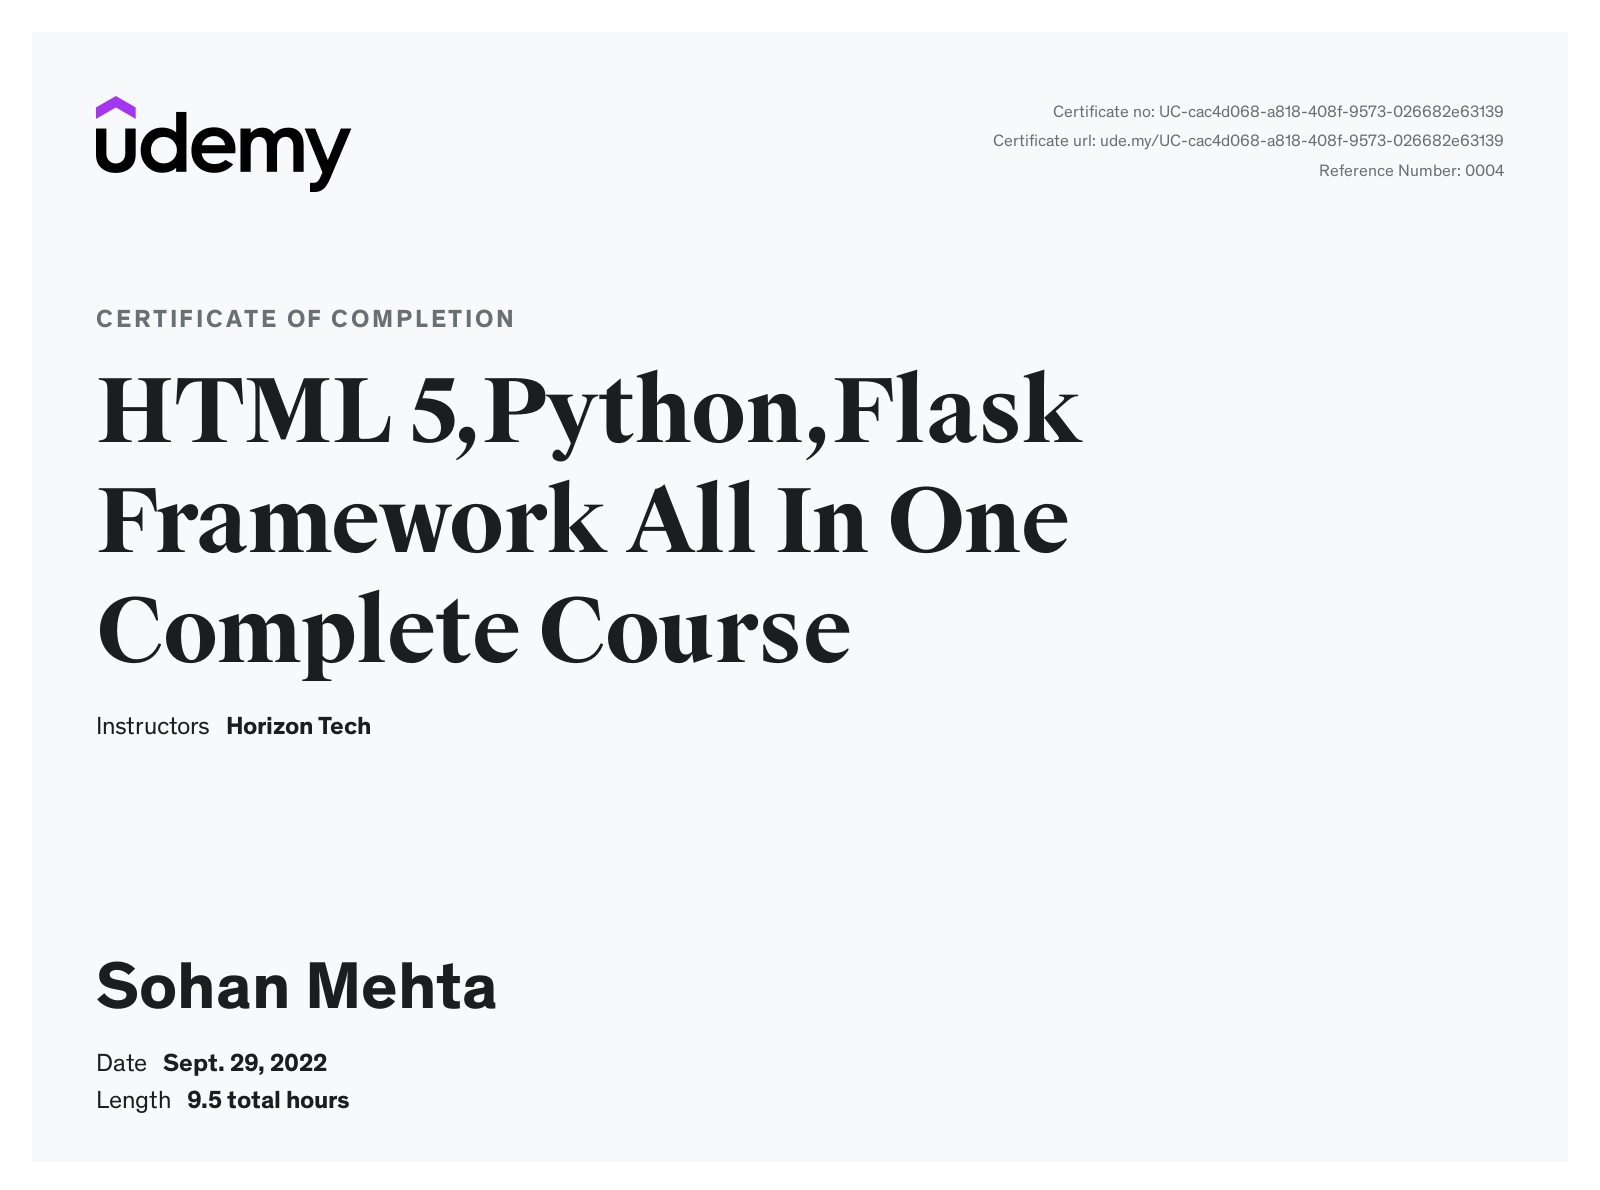 udemy
Certificate no: UC-cac4d068-a818-408f-9573-026682e63139
Certificate url: ude.my/UC-cac4d068-a818-408f-9573-026682e63139
Reference Number: 0004
CERTIFICATE OF COMPLETION
HTML 5,Python,Flask
Framework All In One
Complete Course
Instructors Horizon Tech
Sohan Mehta
Date Sept. 29, 2022
Length 9.5 total hours